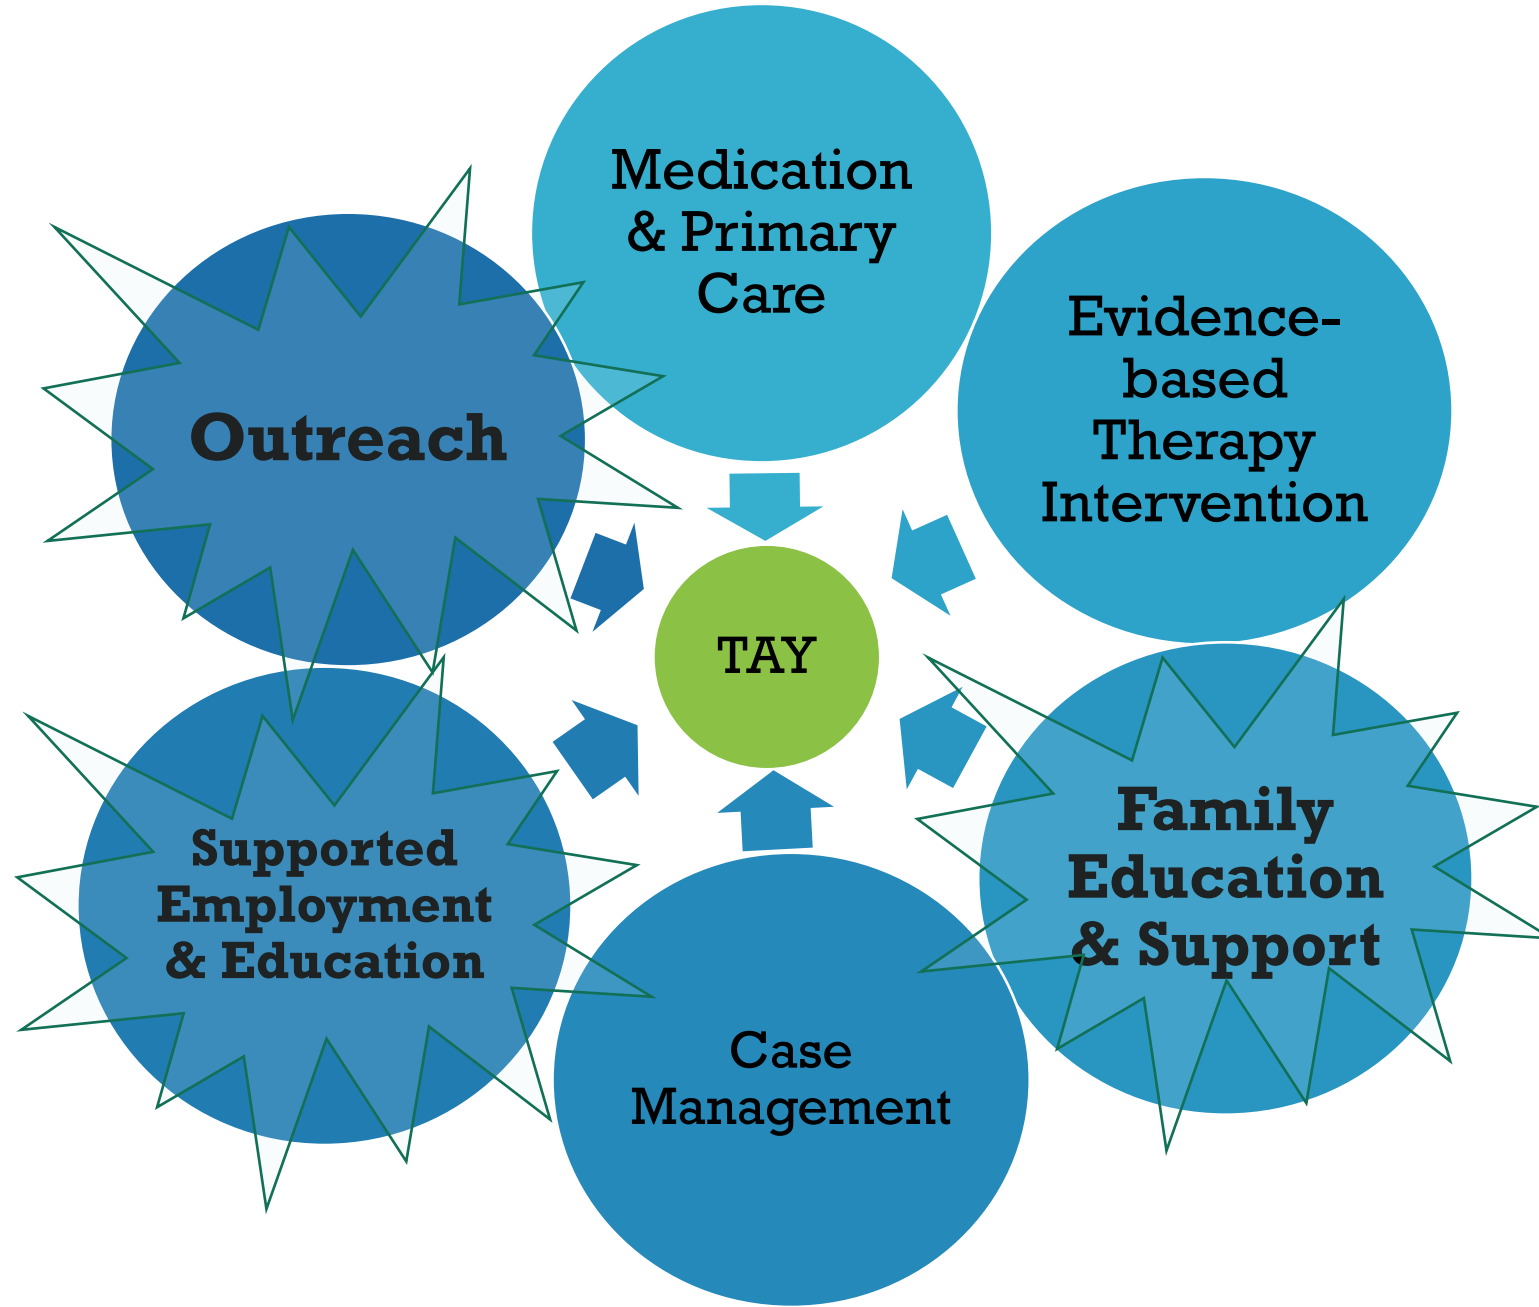 Medication
& Primary
Care
Evidence-
based
Therapy
Intervention
Outreach
TAY
Family
Education
& Support
Supported
Employment
& Education
Case
Management